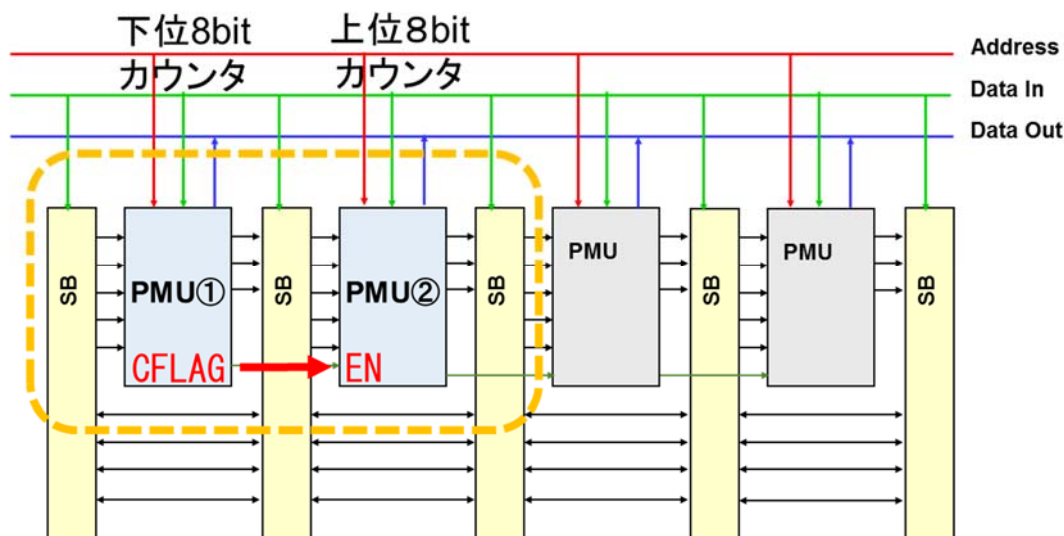 下位8bit
カウンタ
上位８bit
カウンタ
Address
Data In
Data Out
SB
PMU①
CFLAG
SB
PMU②
EN
SB
PMU
SB
PMU
SB